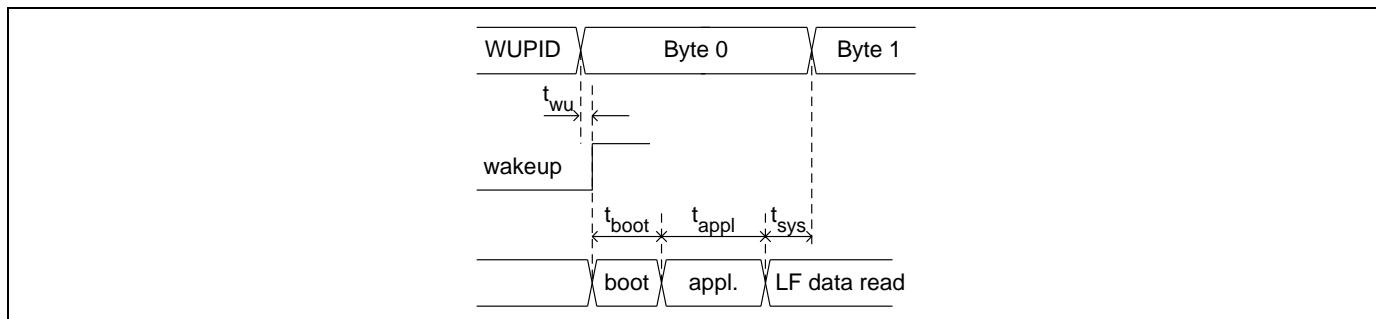 WUPID Byte 0 Byte 1
t_wu
wakeup
t_boot t_appl t_sys
boot appl. LF data read